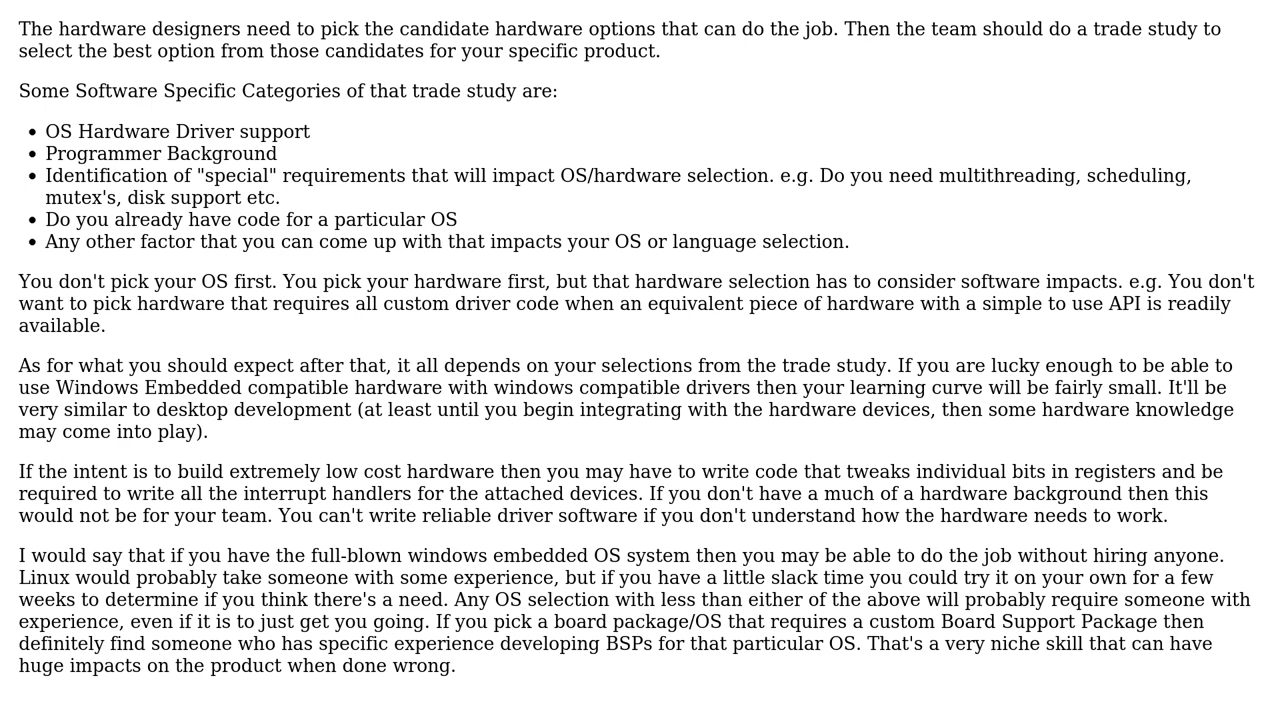 The hardware designers need to pick the candidate hardware options that can do the job. Then the team should do a trade study to
select the best option from those candidates for your specific product.
Some Software Specific Categories of that trade study are:
• OS Hardware Driver support
• Programmer Background
• Identification of "special" requirements that will impact OS/hardware selection. e.g. Do you need multithreading, scheduling,
mutex's, disk support etc.
• Do you already have code for a particular OS
• Any other factor that you can come up with that impacts your OS or language selection.
You don't pick your OS first. You pick your hardware first, but that hardware selection has to consider software impacts. e.g. You don't
want to pick hardware that requires all custom driver code when an equivalent piece of hardware with a simple to use API is readily
available.
As for what you should expect after that, it all depends on your selections from the trade study. If you are lucky enough to be able to
use Windows Embedded compatible hardware with windows compatible drivers then your learning curve will be fairly small. It'll be
very similar to desktop development (at least until you begin integrating with the hardware devices, then some hardware knowledge
may come into play).
If the intent is to build extremely low cost hardware then you may have to write code that tweaks individual bits in registers and be
required to write all the interrupt handlers for the attached devices. If you don't have a much of a hardware background then this
would not be for your team. You can't write reliable driver software if you don't understand how the hardware needs to work.
I would say that if you have the full-blown windows embedded OS system then you may be able to do the job without hiring anyone.
Linux would probably take someone with some experience, but if you have a little slack time you could try it on your own for a few
weeks to determine if you think there's a need. Any OS selection with less than either of the above will probably require someone with
experience, even if it is to just get you going. If you pick a board package/OS that requires a custom Board Support Package then
definitely find someone who has specific experience developing BSPs for that particular OS. That's a very niche skill that can have
huge impacts on the product when done wrong.